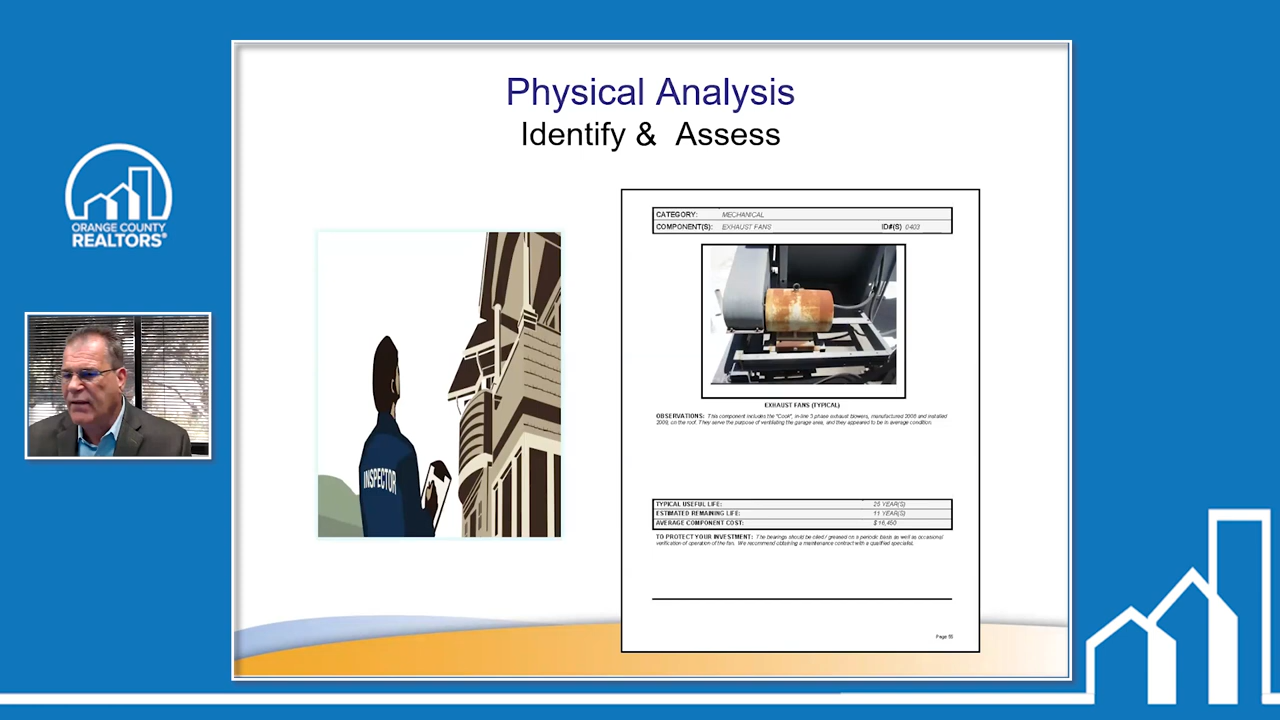 Physical Analysis
Identify & Assess
ORANGE COUNTY
REALTORS®
INSPECTOR
CATEGORY: MECHANICAL
COMPONENT(S): EXHAUST FANS ID#(S) 0403
EXHAUST FANS (TYPICAL)
OBSERVATIONS: This component includes the "Cook", in-line 3 phase exhaust blowers, manufactured 2008 and installed
2009, on the roof. They serve the purpose of ventilating the garage area, and they appeared to be in average condition.
TYPICAL USEFUL LIFE: 25 YEAR(S)
ESTIMATED REMAINING LIFE: 11 YEAR(S)
AVERAGE COMPONENT COST: $ 16,450
TO PROTECT YOUR INVESTMENT: The bearings should be oiled / greased on a periodic basis as well as occasional
verification of operation of the fan. We recommend obtaining a maintenance contract with a qualified specialist.